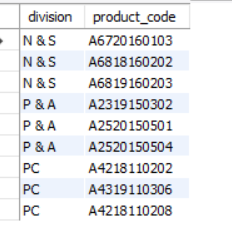 division product_code
N & S A6720160103
N & S A6818160202
N & S A6819160203
P & A A2319150302
P & A A2520150501
P & A A2520150504
PC A4218110202
PC A4319110306
PC A4218110208